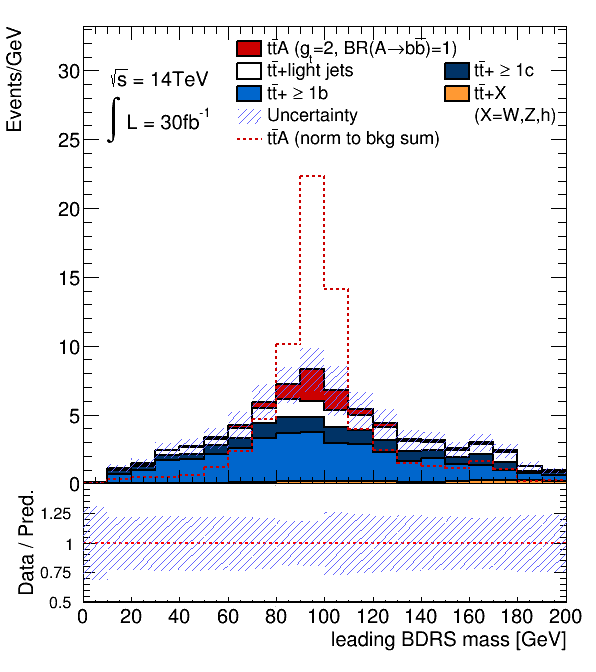 Events/GeV
tt̄A (gₜ=2, BR(A→bb̄)=1)
√s = 14TeV
tt̄+light jets
tt̄+ ≥ 1c
tt̄+ ≥ 1b
tt̄+X
∫ L = 30fb⁻¹
Uncertainty
(X=W,Z,h)
tt̄A (norm to bkg sum)
30
25
20
15
10
5
0
Data / Pred.
1.25
1
0.75
0.5
0 20 40 60 80 100 120 140 160 180 200
leading BDRS mass [GeV]